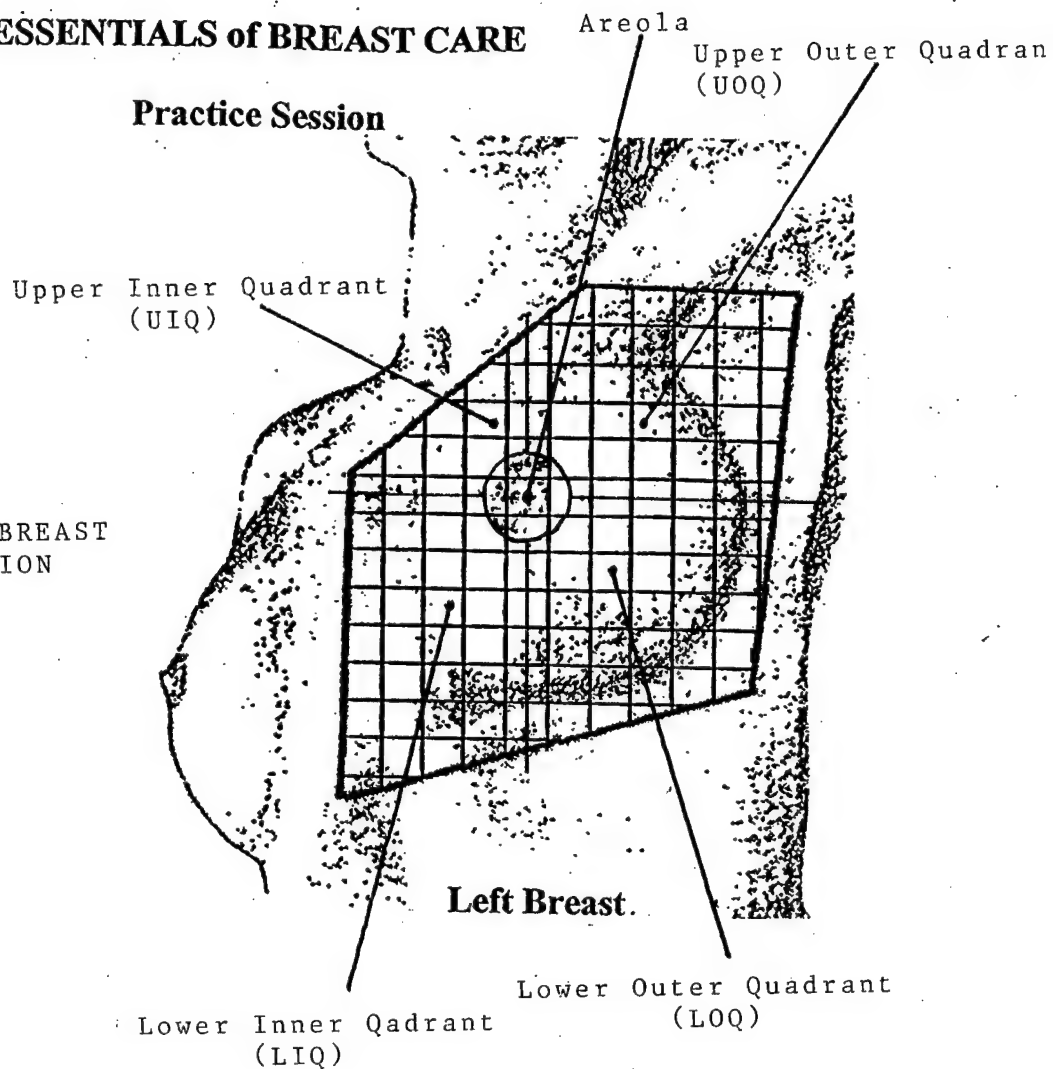 ESSENTIALS of BREAST CARE
Areola
Upper Outer Quadran
(UOQ)
Practice Session
Upper Inner Quadrant
(UIQ)
BREAST
ION
Left Breast.
Lower Outer Quadrant
(LOQ)
Lower Inner Qadrant
(LIQ)